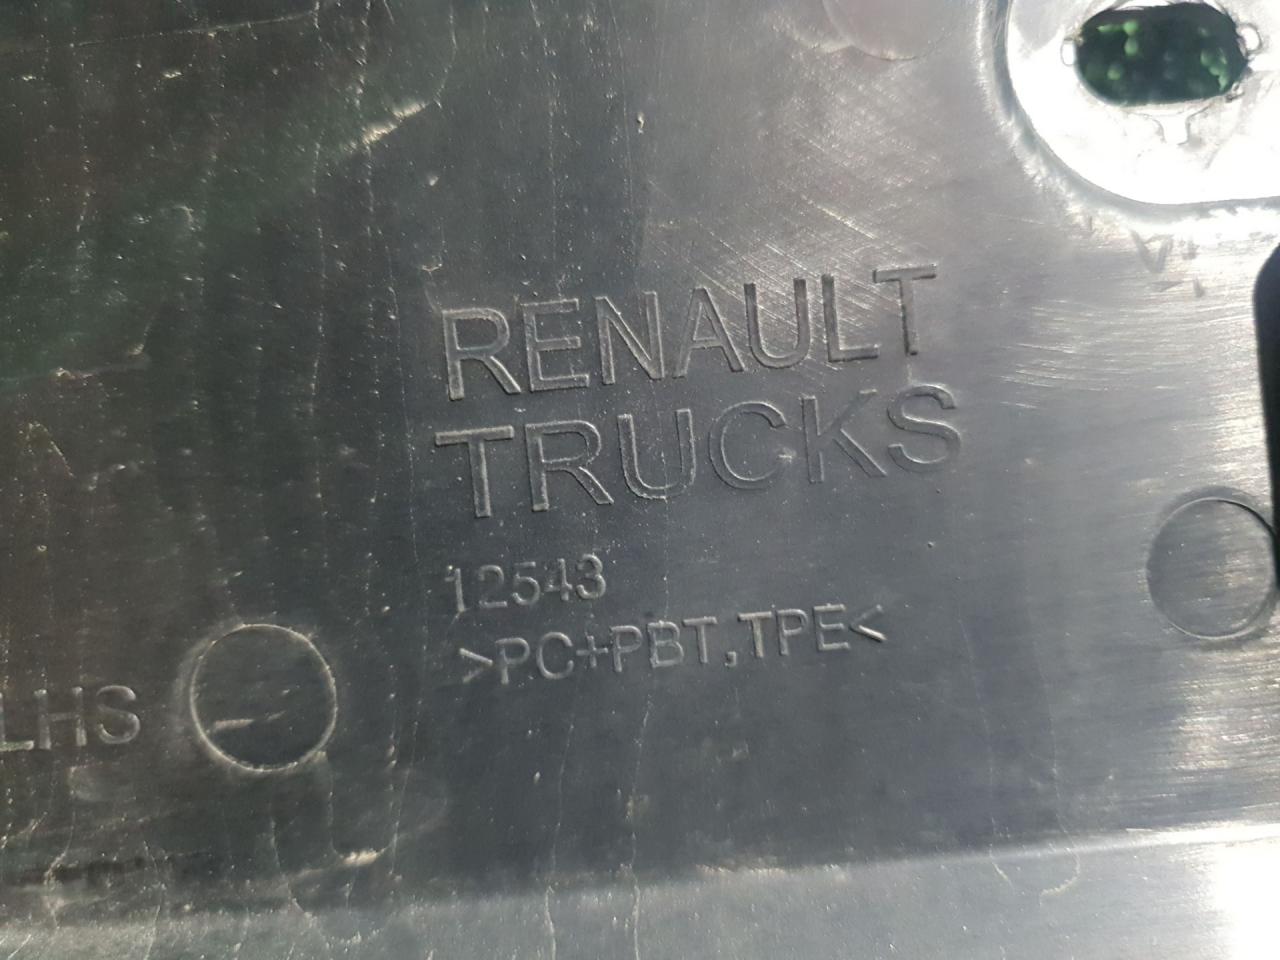 RENAULT
TRUCKS
12543
>PC+PBT,TPE<
LHS